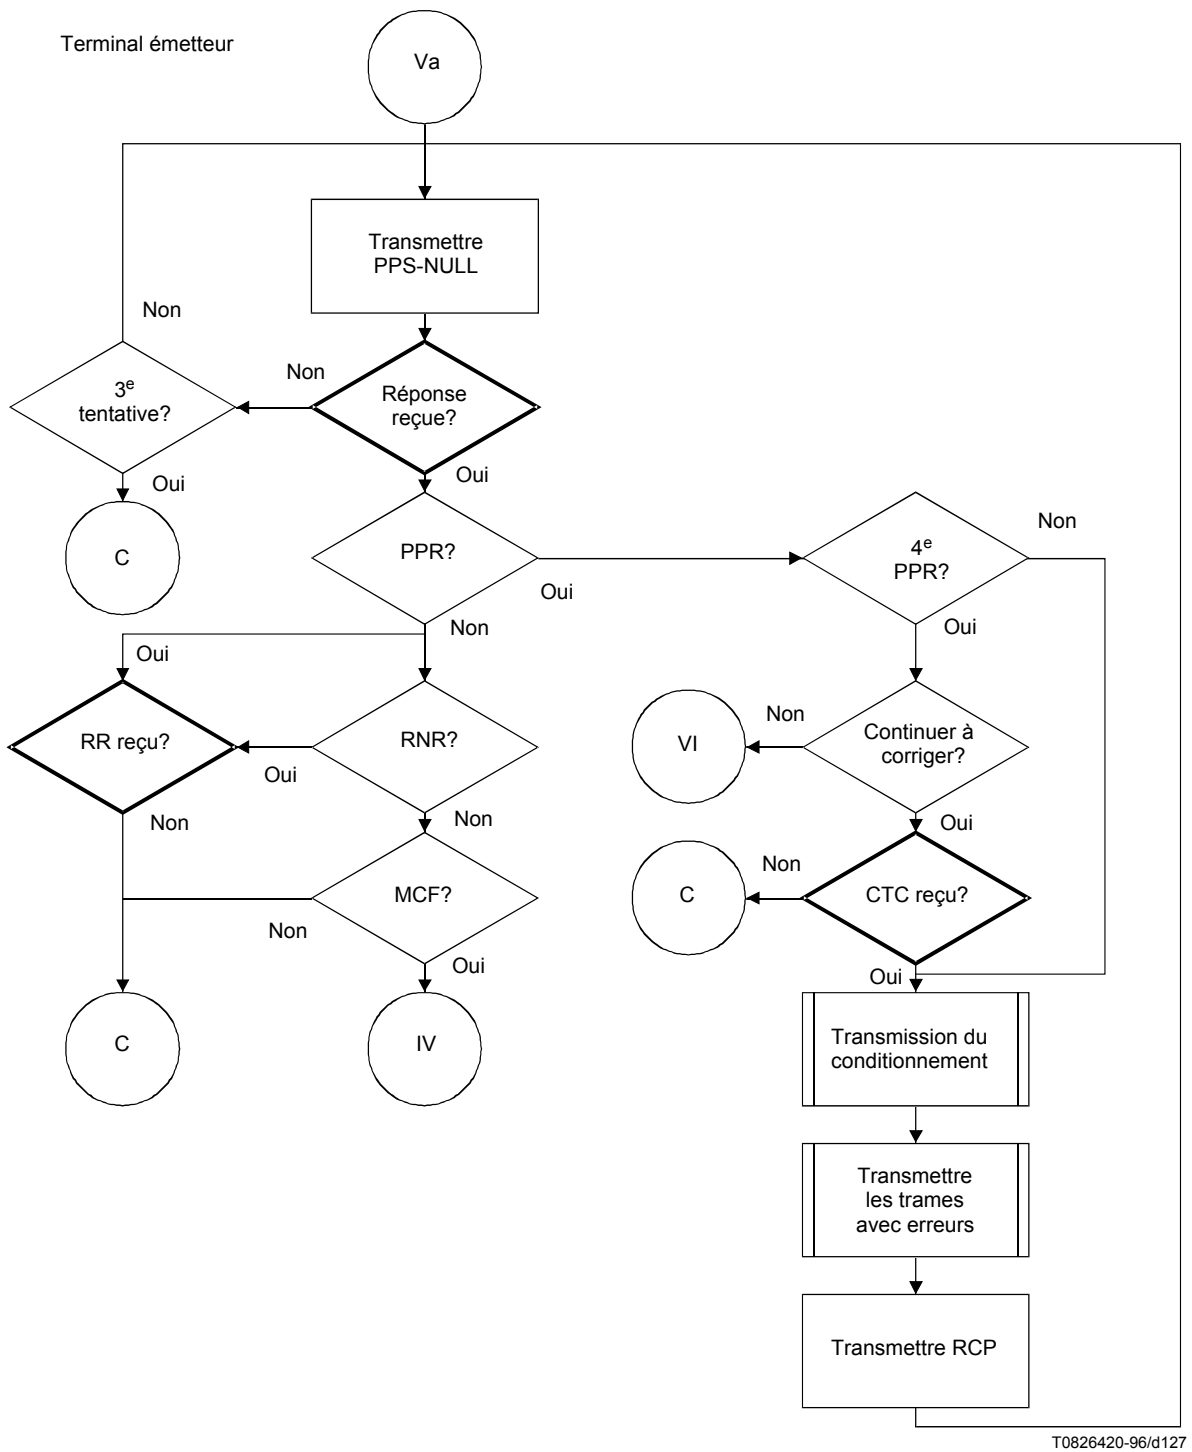 Terminal émetteur
Va
Transmettre
PPS-NULL
Non
3e
tentative?
Non
Réponse
reçue?
Oui
Oui
C
PPR?
Oui
4e
PPR?
Non
Non
Oui
Oui
RR reçu?
Oui
RNR?
VI
Non
Continuer à
corriger?
Non
Non
Oui
Non
MCF?
C
Non
CTC reçu?
Oui
Oui
C
IV
Transmission du
conditionnement
Transmettre
les trames
avec erreurs
Transmettre RCP
T0826420-96/d127